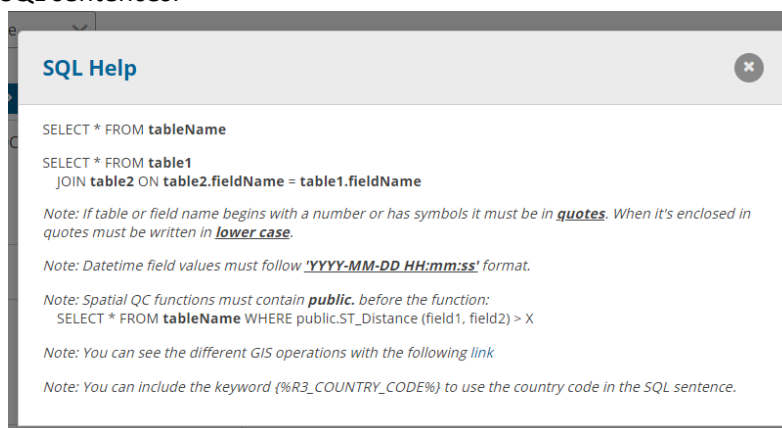 SQL sentences.
SQL Help
SELECT * FROM tableName
SELECT * FROM table1
JOIN table2 ON table2.fieldName = table1.fieldName
Note: If table or field name begins with a number or has symbols it must be in quotes. When it's enclosed in
quotes must be written in lower case.
Note: Datetime field values must follow 'YYYY-MM-DD HH:mm:ss' format.
Note: Spatial QC functions must contain public. before the function:
SELECT * FROM tableName WHERE public.ST_Distance (field1, field2) > X
Note: You can see the different GIS operations with the following link
Note: You can include the keyword {%R3_COUNTRY_CODE%} to use the country code in the SQL sentence.